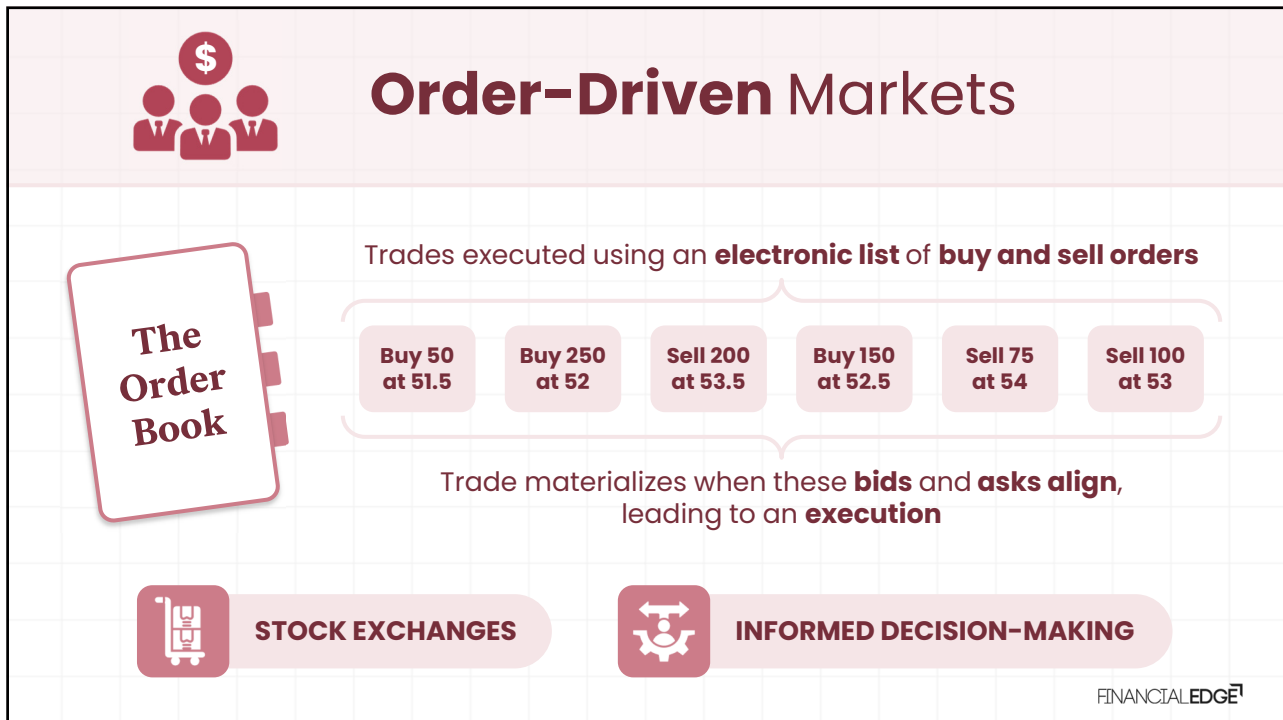 $
Order-Driven Markets
The
Order
Book
Trades executed using an electronic list of buy and sell orders
Buy 50
at 51.5
Buy 250
at 52
Sell 200
at 53.5
Buy 150
at 52.5
Sell 75
at 54
Sell 100
at 53
Trade materializes when these bids and asks align,
leading to an execution
STOCK EXCHANGES
INFORMED DECISION-MAKING
FINANCIALEDGE